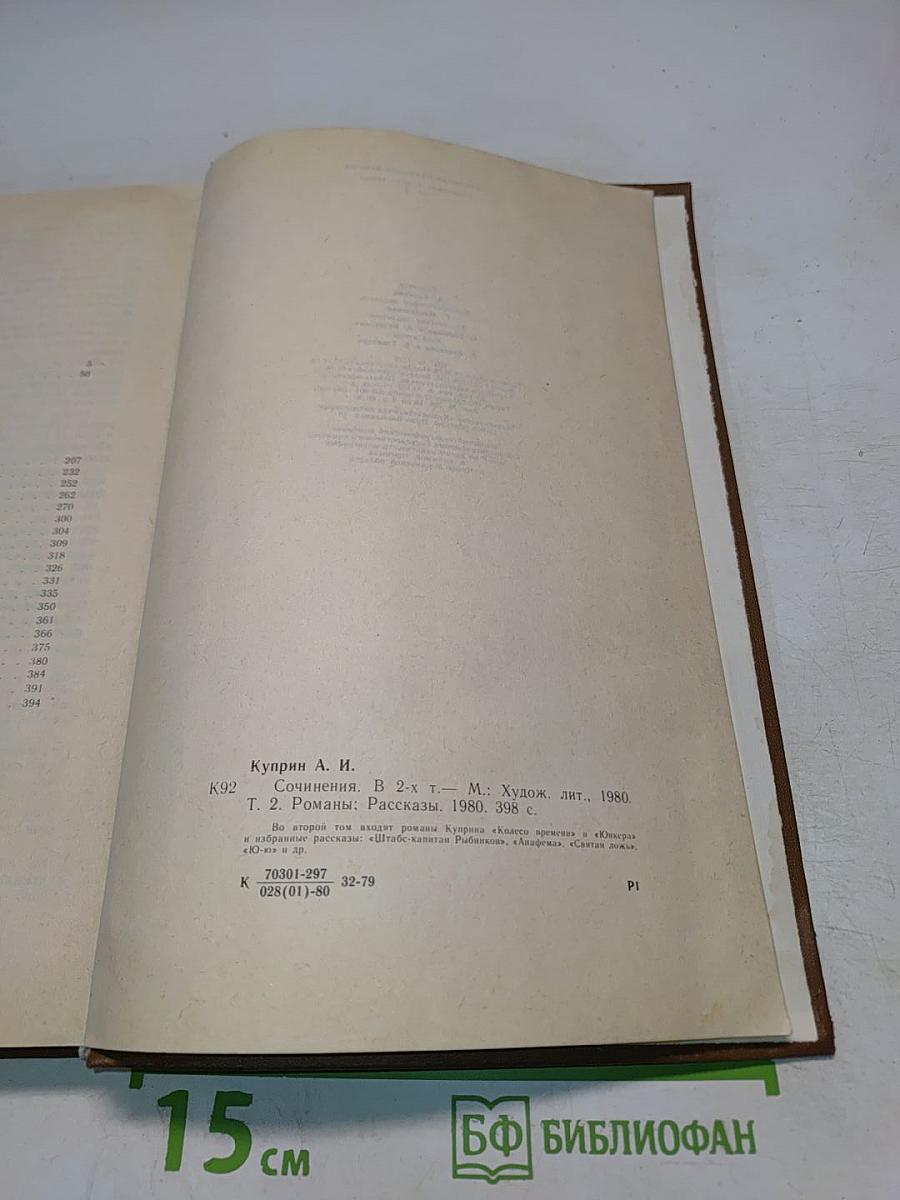 5
58
207
232
252
262
270
300
304
309
318
326
331
335
350
361
366
375
380
384
391
394
Куприн А. И.
К92 Сочинения. В 2-х т.— М.: Худож. лит., 1980.
Т. 2. Романы; Рассказы. 1980. 398 с.
Во второй том входят романы Куприна «Колесо времени» и «Юнкера»
и избранные рассказы: «Штабс-капитан Рыбников», «Анафема», «Святая ложь»,
«Ю-ю» и др.
К 70301-297
028(01)-80 32-79
Р1
15 см
БФ БИБЛИОФАН